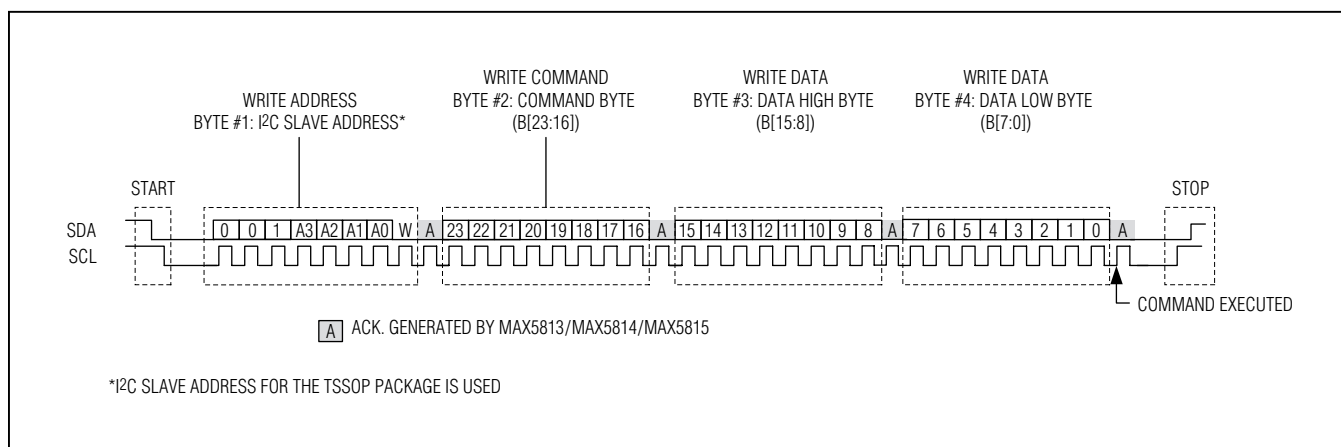 WRITE ADDRESS
BYTE #1: I²C SLAVE ADDRESS*
WRITE COMMAND
BYTE #2: COMMAND BYTE
(B[23:16])
WRITE DATA
BYTE #3: DATA HIGH BYTE
(B[15:8])
WRITE DATA
BYTE #4: DATA LOW BYTE
(B[7:0])
START
STOP
SDA 0 0 1 A3 A2 A1 A0 W A 23 22 21 20 19 18 17 16 A 15 14 13 12 11 10 9 8 A 7 6 5 4 3 2 1 0 A
SCL
COMMAND EXECUTED
A ACK. GENERATED BY MAX5813/MAX5814/MAX5815
*I²C SLAVE ADDRESS FOR THE TSSOP PACKAGE IS USED